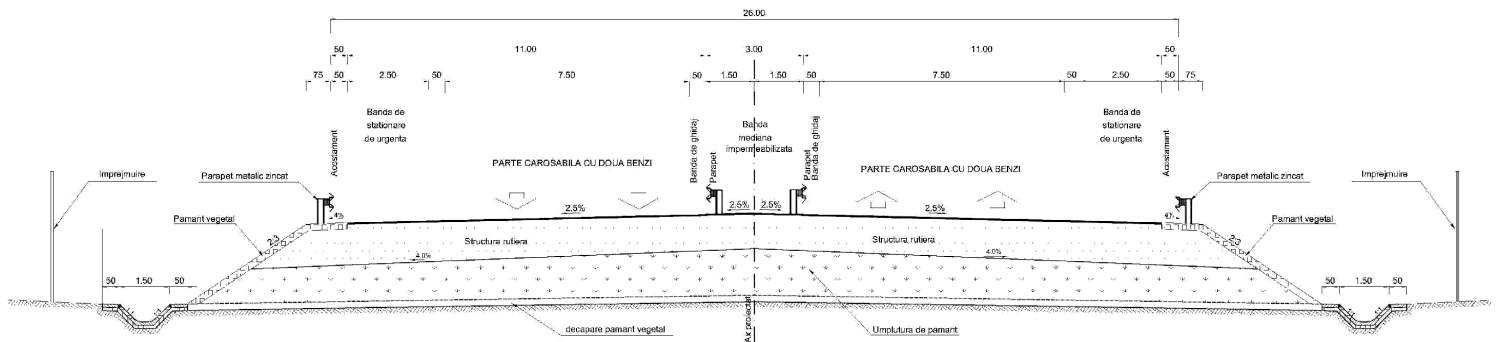 26.00
50
11.00
3.00
11.00
50
75
50
2.50
50
7.50
50
1.50
1.50
50
7.50
50
2.50
50
75
Banda de
stationare
de urgenta
Acostament
Banda de ghidaj
Parapet
Banda
mediana
impermeabilizata
Parapet
Banda de ghidaj
Banda de
stationare
de urgenta
Acostament
PARTE CAROSABILA CU DOUA BENZI
PARTE CAROSABILA CU DOUA BENZI
Imprejmuire
Parapet metalic zincat
Parapet metalic zincat
Imprejmuire
Pamant vegetal
4%
2.5%
2.5%
2.5%
2.5%
4%
Pamant vegetal
2:3
Structura rutiera
Structura rutiera
2:3
4.0%
4.0%
50
1.50
50
50
1.50
50
decapare pamant vegetal
Ax proiectat
Umplutura de pamant